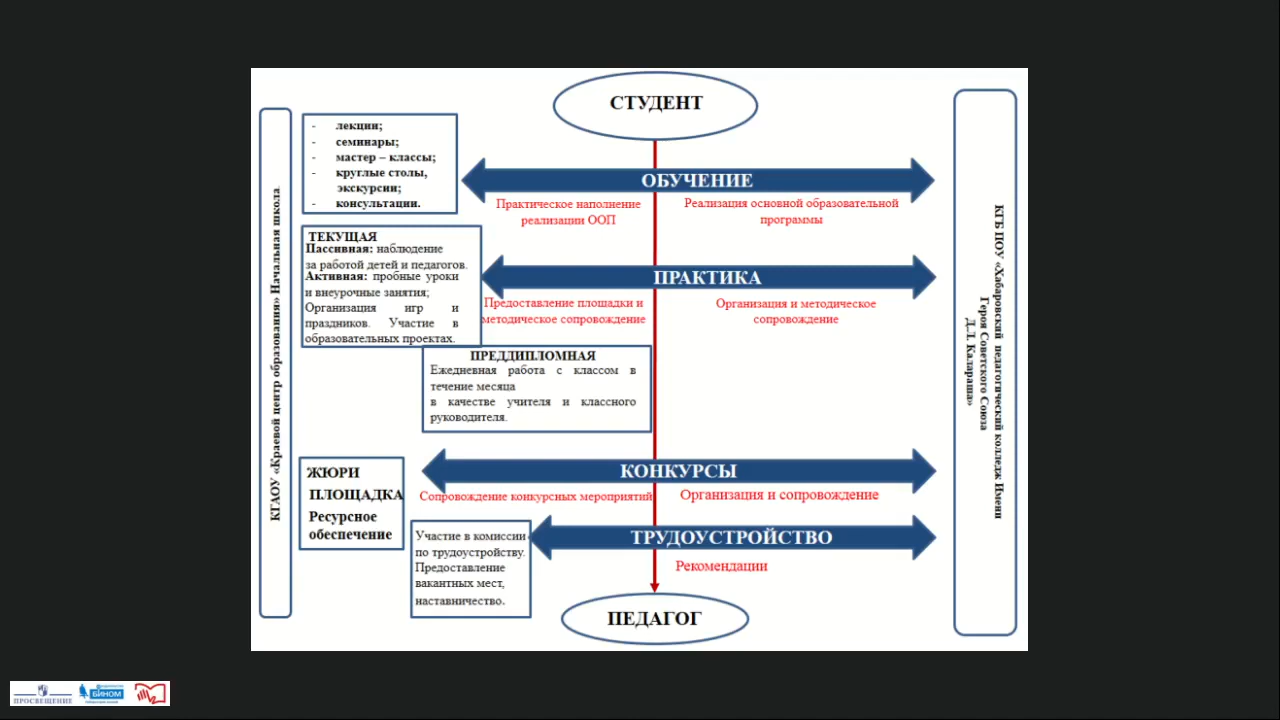 СТУДЕНТ
КГАОУ «Краевой центр образования» Начальная школа
- лекции;
- семинары;
- мастер – классы;
- круглые столы,
экскурсии;
- консультации.
ОБУЧЕНИЕ
Практическое наполнение
реализации ООП
Реализация основной образовательной
программы
ТЕКУЩАЯ
Пассивная: наблюдение
за работой детей и педагогов.
Активная: пробные уроки
и внеурочные занятия;
Организация игр и
праздников. Участие в
образовательных проектах.
ПРАКТИКА
Предоставление площадки и
методическое сопровождение
Организация и методическое
сопровождение
ПРЕДДИПЛОМНАЯ
Ежедневная работа с классом в
течение месяца
в качестве учителя и классного
руководителя.
ЖЮРИ
ПЛОЩАДКА
Ресурсное
обеспечение
КОНКУРСЫ
Сопровождение конкурсных мероприятий
Организация и сопровождение
Участие в комиссии
по трудоустройству.
Предоставление
вакантных мест,
наставничество.
ТРУДОУСТРОЙСТВО
Рекомендации
ПЕДАГОГ
КГБ ПОУ «Хабаровский педагогический колледж Имени
Героя Советского Союза
Д.Л. Калараша»
ПРОСВЕЩЕНИЕ
БИНОМ